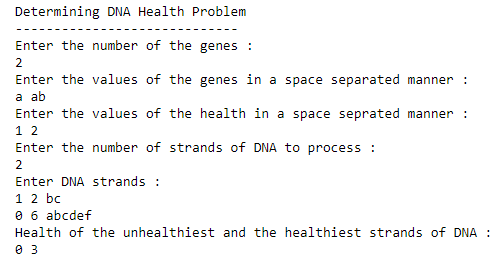 Determining DNA Health Problem
-----------------------------
Enter the number of the genes :
2
Enter the values of the genes in a space separated manner :
a ab
Enter the values of the health in a space seprated manner :
1 2
Enter the number of strands of DNA to process :
2
Enter DNA strands :
1 2 bc
0 6 abcdef
Health of the unhealthiest and the healthiest strands of DNA :
0 3